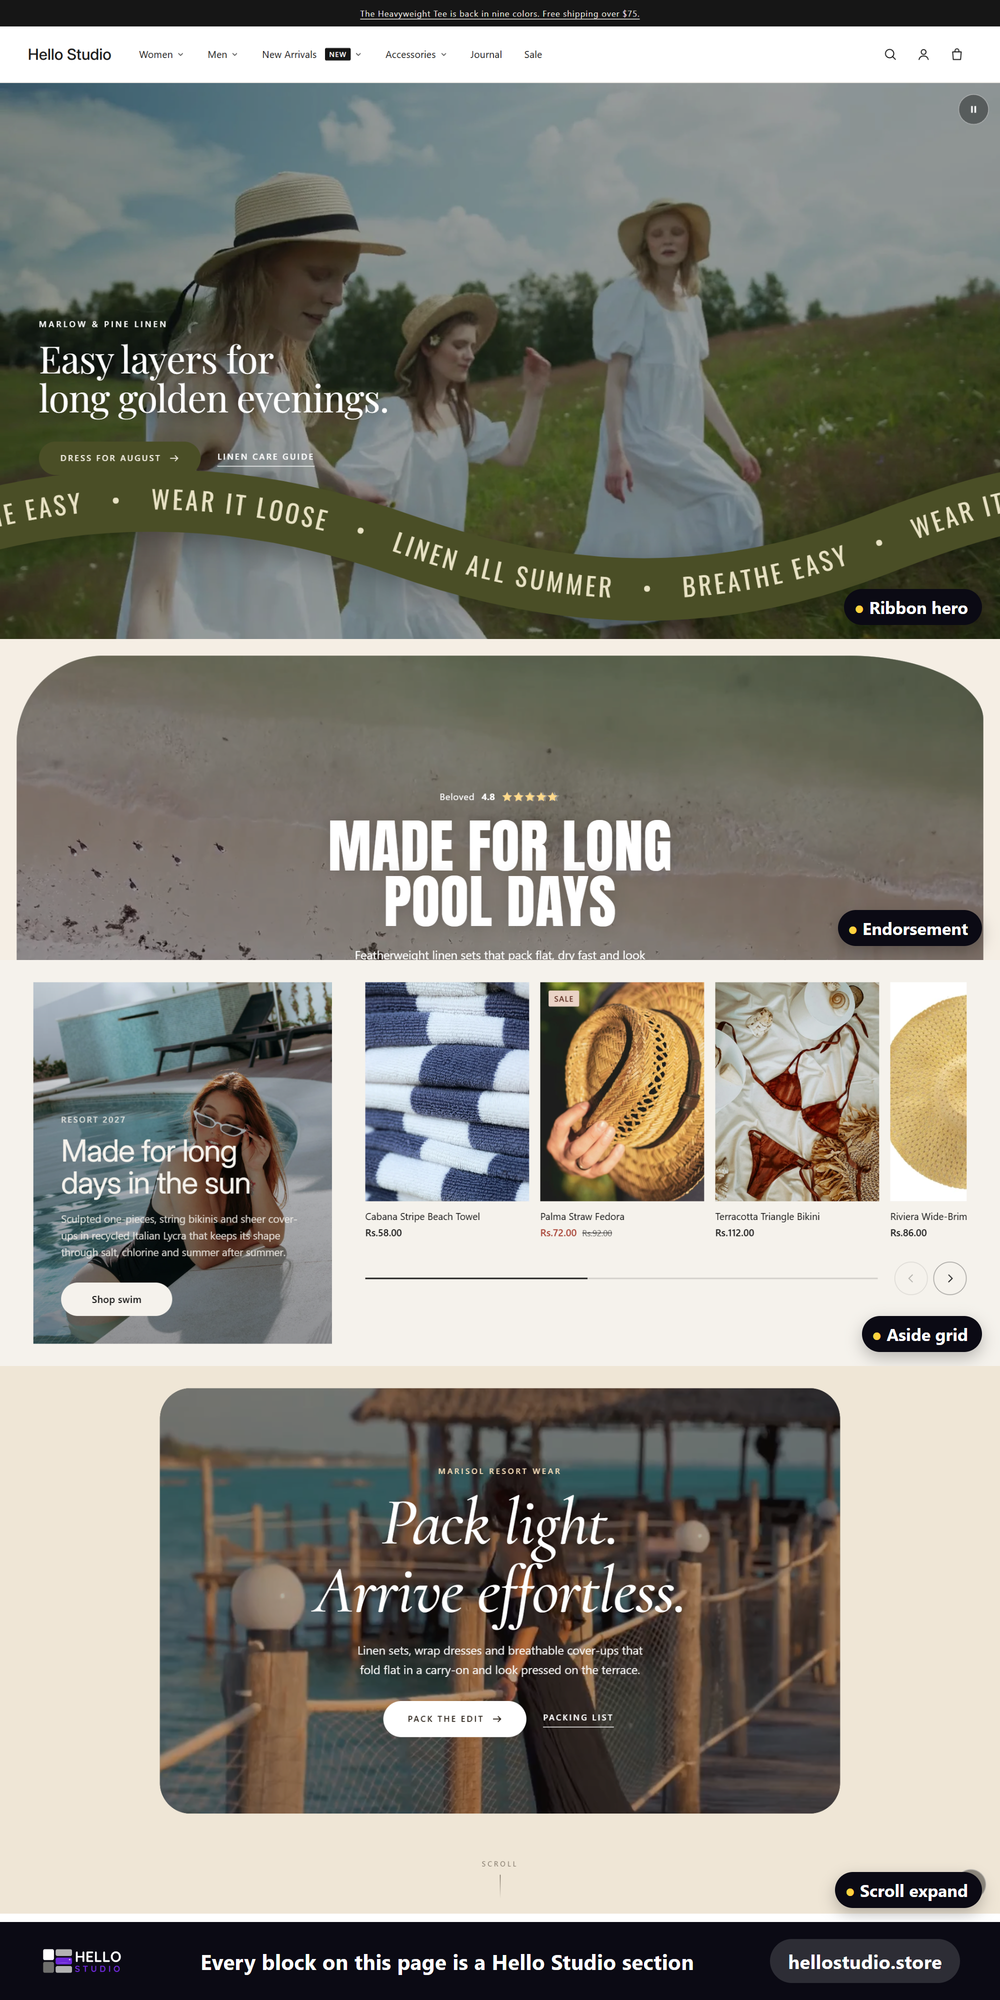 The Heavyweight Tee is back in nine colors. Free shipping over $75.
Hello Studio
Women
Men
New Arrivals NEW
Accessories
Journal
Sale
MARLOW & PINE LINEN
Easy layers for
long golden evenings.
DRESS FOR AUGUST →
LINEN CARE GUIDE
E EASY • WEAR IT LOOSE • LINEN ALL SUMMER • BREATHE EASY • WEAR IT
Ribbon hero
Beloved 4.8
MADE FOR LONG
POOL DAYS
Featherweight linen sets that pack flat, dry fast and look
Endorsement
RESORT 2027
Made for long
days in the sun
Sculpted one-pieces, string bikinis and sheer cover-
ups in recycled Italian Lycra that keeps its shape
through salt, chlorine and summer after summer.
Shop swim
SALE
Cabana Stripe Beach Towel
Rs.58.00
Palma Straw Fedora
Rs.72.00 Rs.92.00
Terracotta Triangle Bikini
Rs.112.00
Riviera Wide-Brim
Rs.86.00
Aside grid
MARISOL RESORT WEAR
Pack light.
Arrive effortless.
Linen sets, wrap dresses and breathable cover-ups that
fold flat in a carry-on and look pressed on the terrace.
PACK THE EDIT →
PACKING LIST
SCROLL
Scroll expand
HELLO
STUDIO
Every block on this page is a Hello Studio section
hellostudio.store